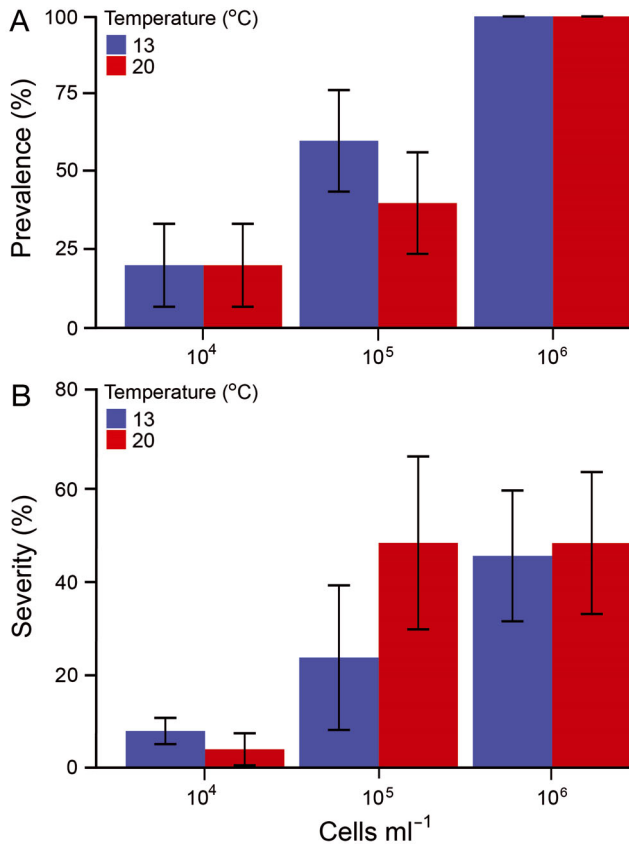 A
Temperature (°C)
13
20
Prevalence (%)
100
75
50
25
0
10⁴
10⁵
10⁶
B
Temperature (°C)
13
20
Severity (%)
80
60
40
20
0
10⁴
10⁵
10⁶
Cells ml⁻¹